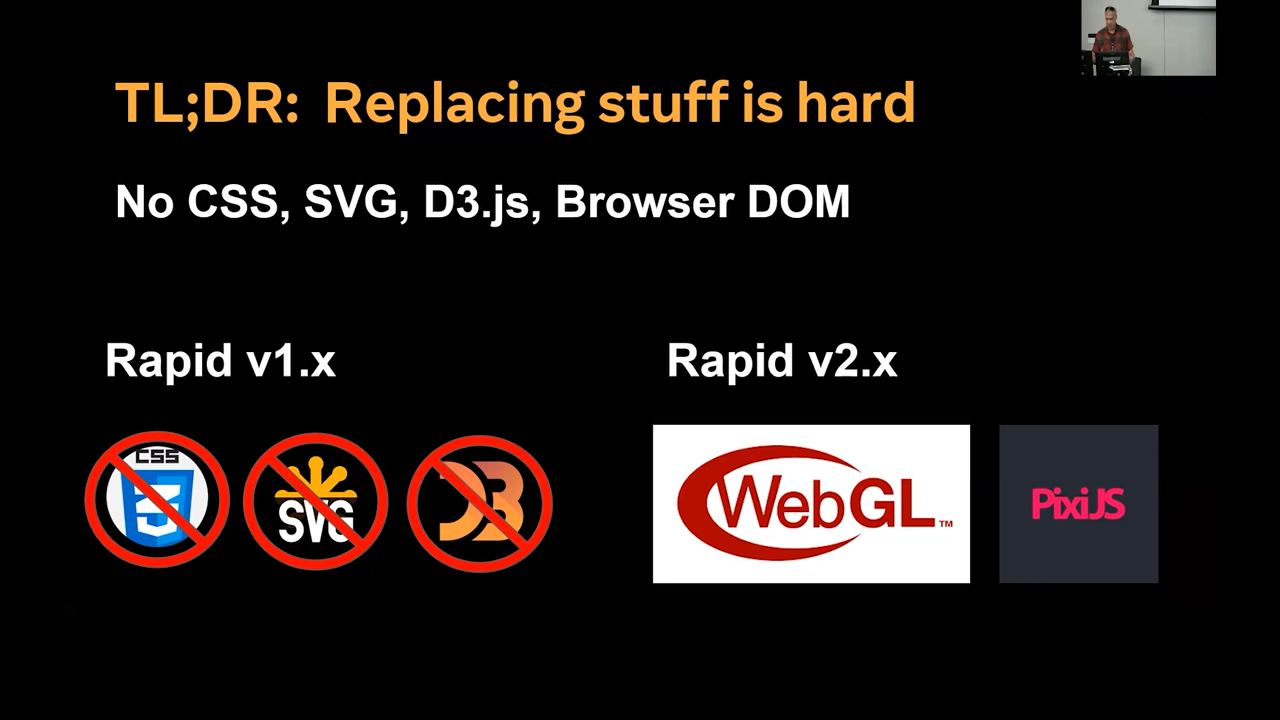 TL;DR: Replacing stuff is hard
No CSS, SVG, D3.js, Browser DOM
Rapid v1.x
Rapid v2.x
CSS
SVG
D3
WebGL™
PixiJS